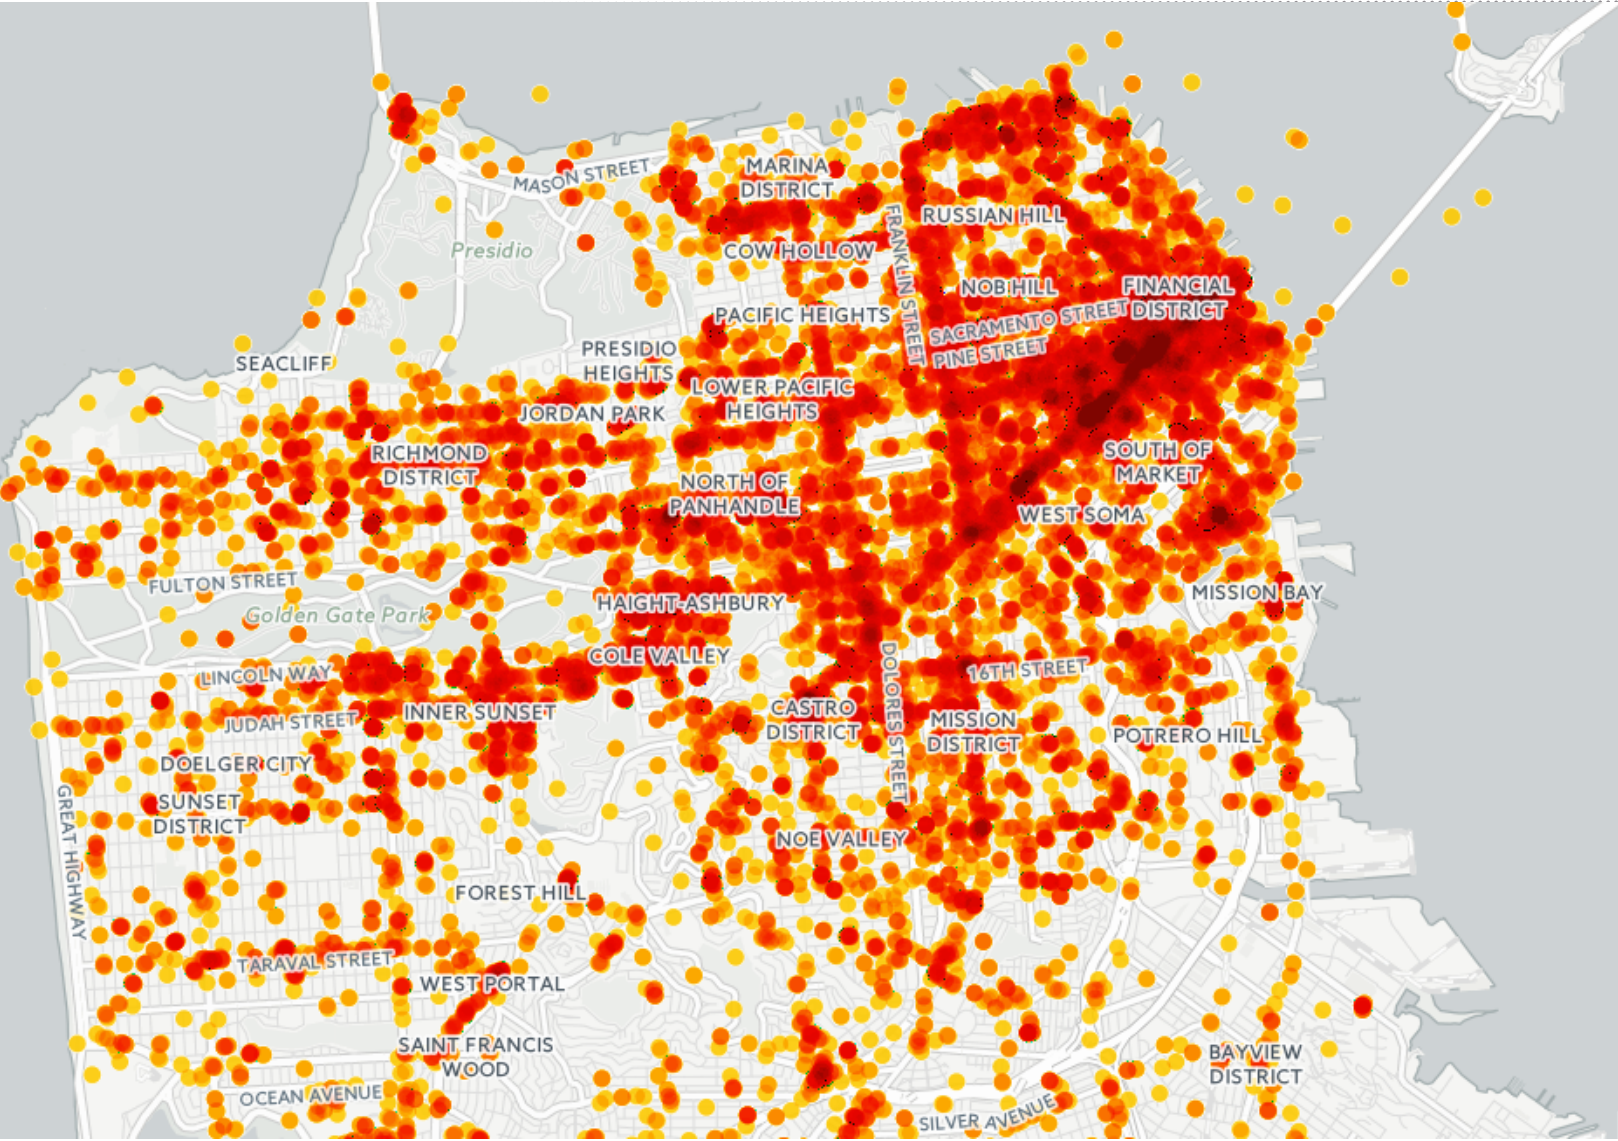 MASON STREET
MARINA
DISTRICT
RUSSIAN HILL
COW HOLLOW
Presidio
FRANKLIN STREET
NOB HILL
FINANCIAL
DISTRICT
PACIFIC HEIGHTS
SACRAMENTO STREET
PINE STREET
SEACLIFF
PRESIDIO
HEIGHTS
LOWER PACIFIC
HEIGHTS
JORDAN PARK
RICHMOND
DISTRICT
SOUTH OF
MARKET
NORTH OF
PANHANDLE
WEST SOMA
FULTON STREET
MISSION BAY
HAIGHT-ASHBURY
Golden Gate Park
COLE VALLEY
LINCOLN WAY
16TH STREET
DOLORES STREET
INNER SUNSET
JUDAH STREET
CASTRO
DISTRICT
MISSION
DISTRICT
POTRERO HILL
DOELGER CITY
SUNSET
DISTRICT
GREAT HIGHWAY
NOE VALLEY
FOREST HILL
TARAVAL STREET
WEST PORTAL
SAINT FRANCIS
WOOD
BAYVIEW
DISTRICT
OCEAN AVENUE
SILVER AVENUE